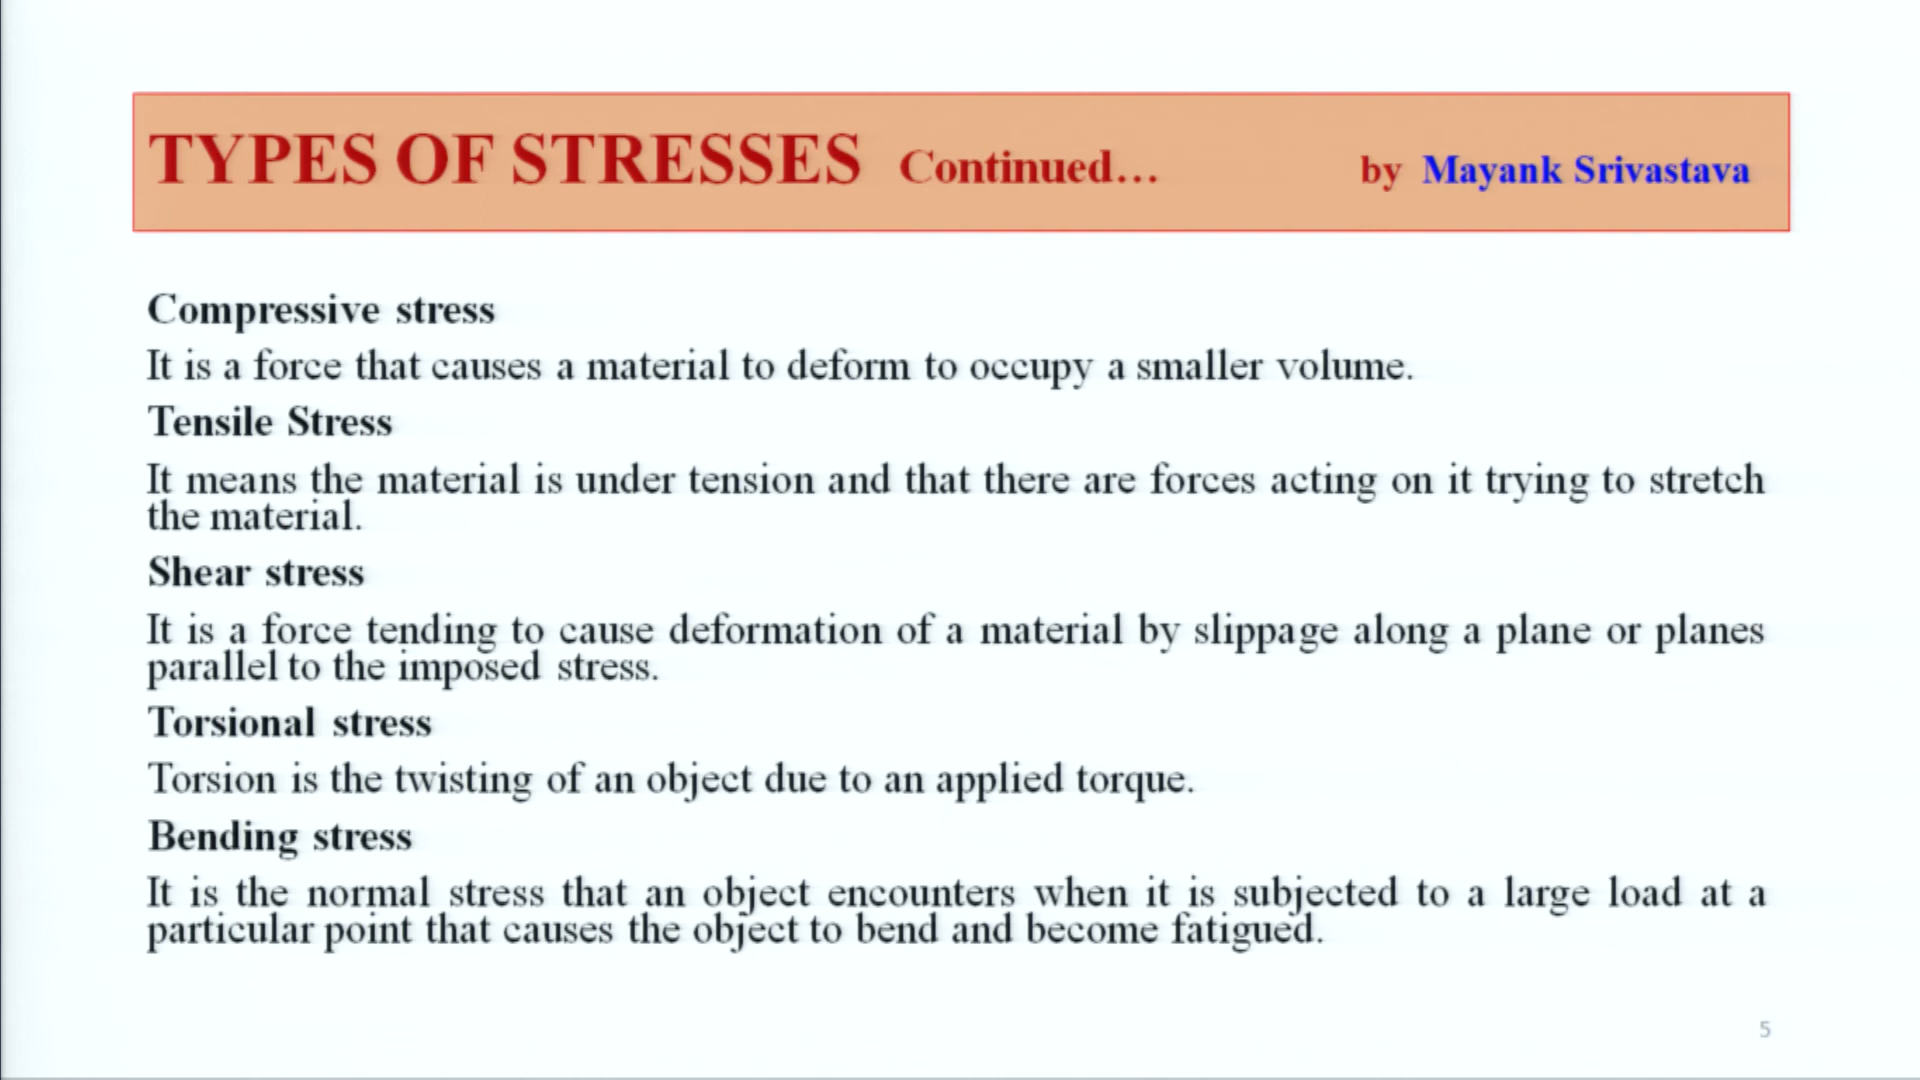 TYPES OF STRESSES Continued... by Mayank Srivastava
Compressive stress
It is a force that causes a material to deform to occupy a smaller volume.
Tensile Stress
It means the material is under tension and that there are forces acting on it trying to stretch
the material.
Shear stress
It is a force tending to cause deformation of a material by slippage along a plane or planes
parallel to the imposed stress.
Torsional stress
Torsion is the twisting of an object due to an applied torque.
Bending stress
It is the normal stress that an object encounters when it is subjected to a large load at a
particular point that causes the object to bend and become fatigued.
5